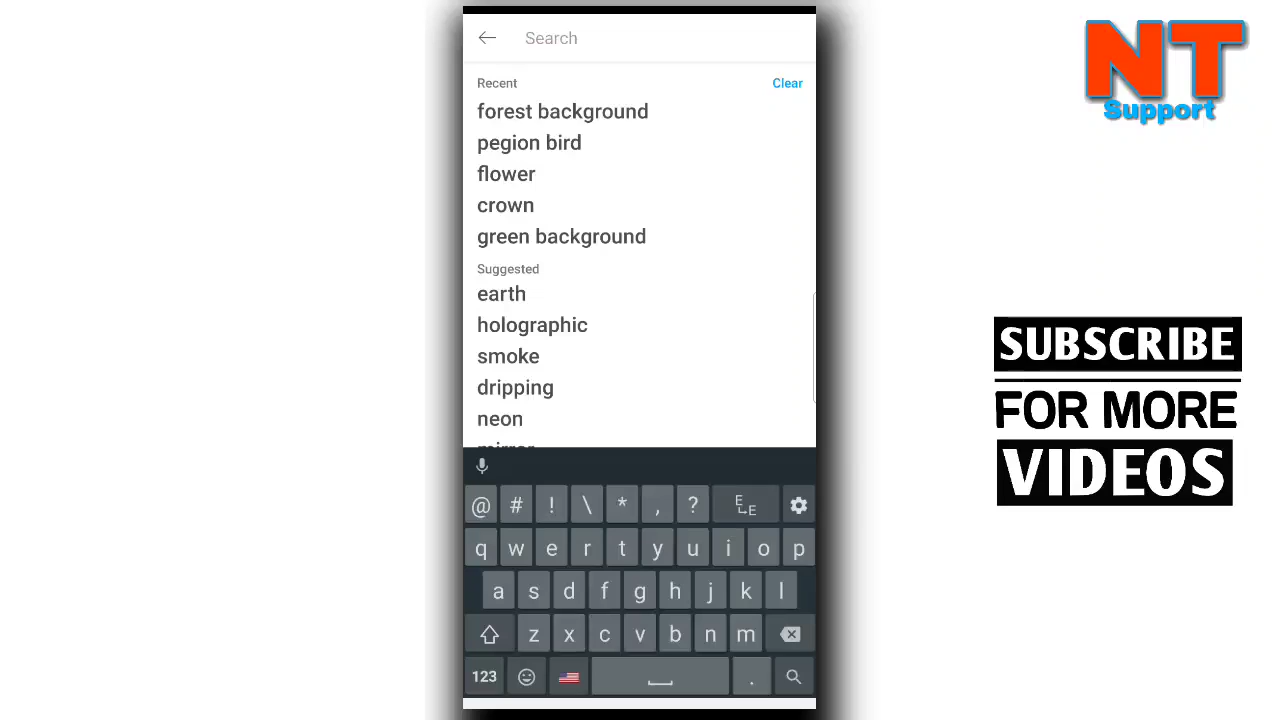 Search
Recent Clear
forest background
pegion bird
flower
crown
green background
Suggested
earth
holographic
smoke
dripping
neon
mirror
@ # ! \ * , ?
q w e r t y u i o p
a s d f g h j k l
z x c v b n m
123 .
NT
Support
SUBSCRIBE
FOR MORE
VIDEOS